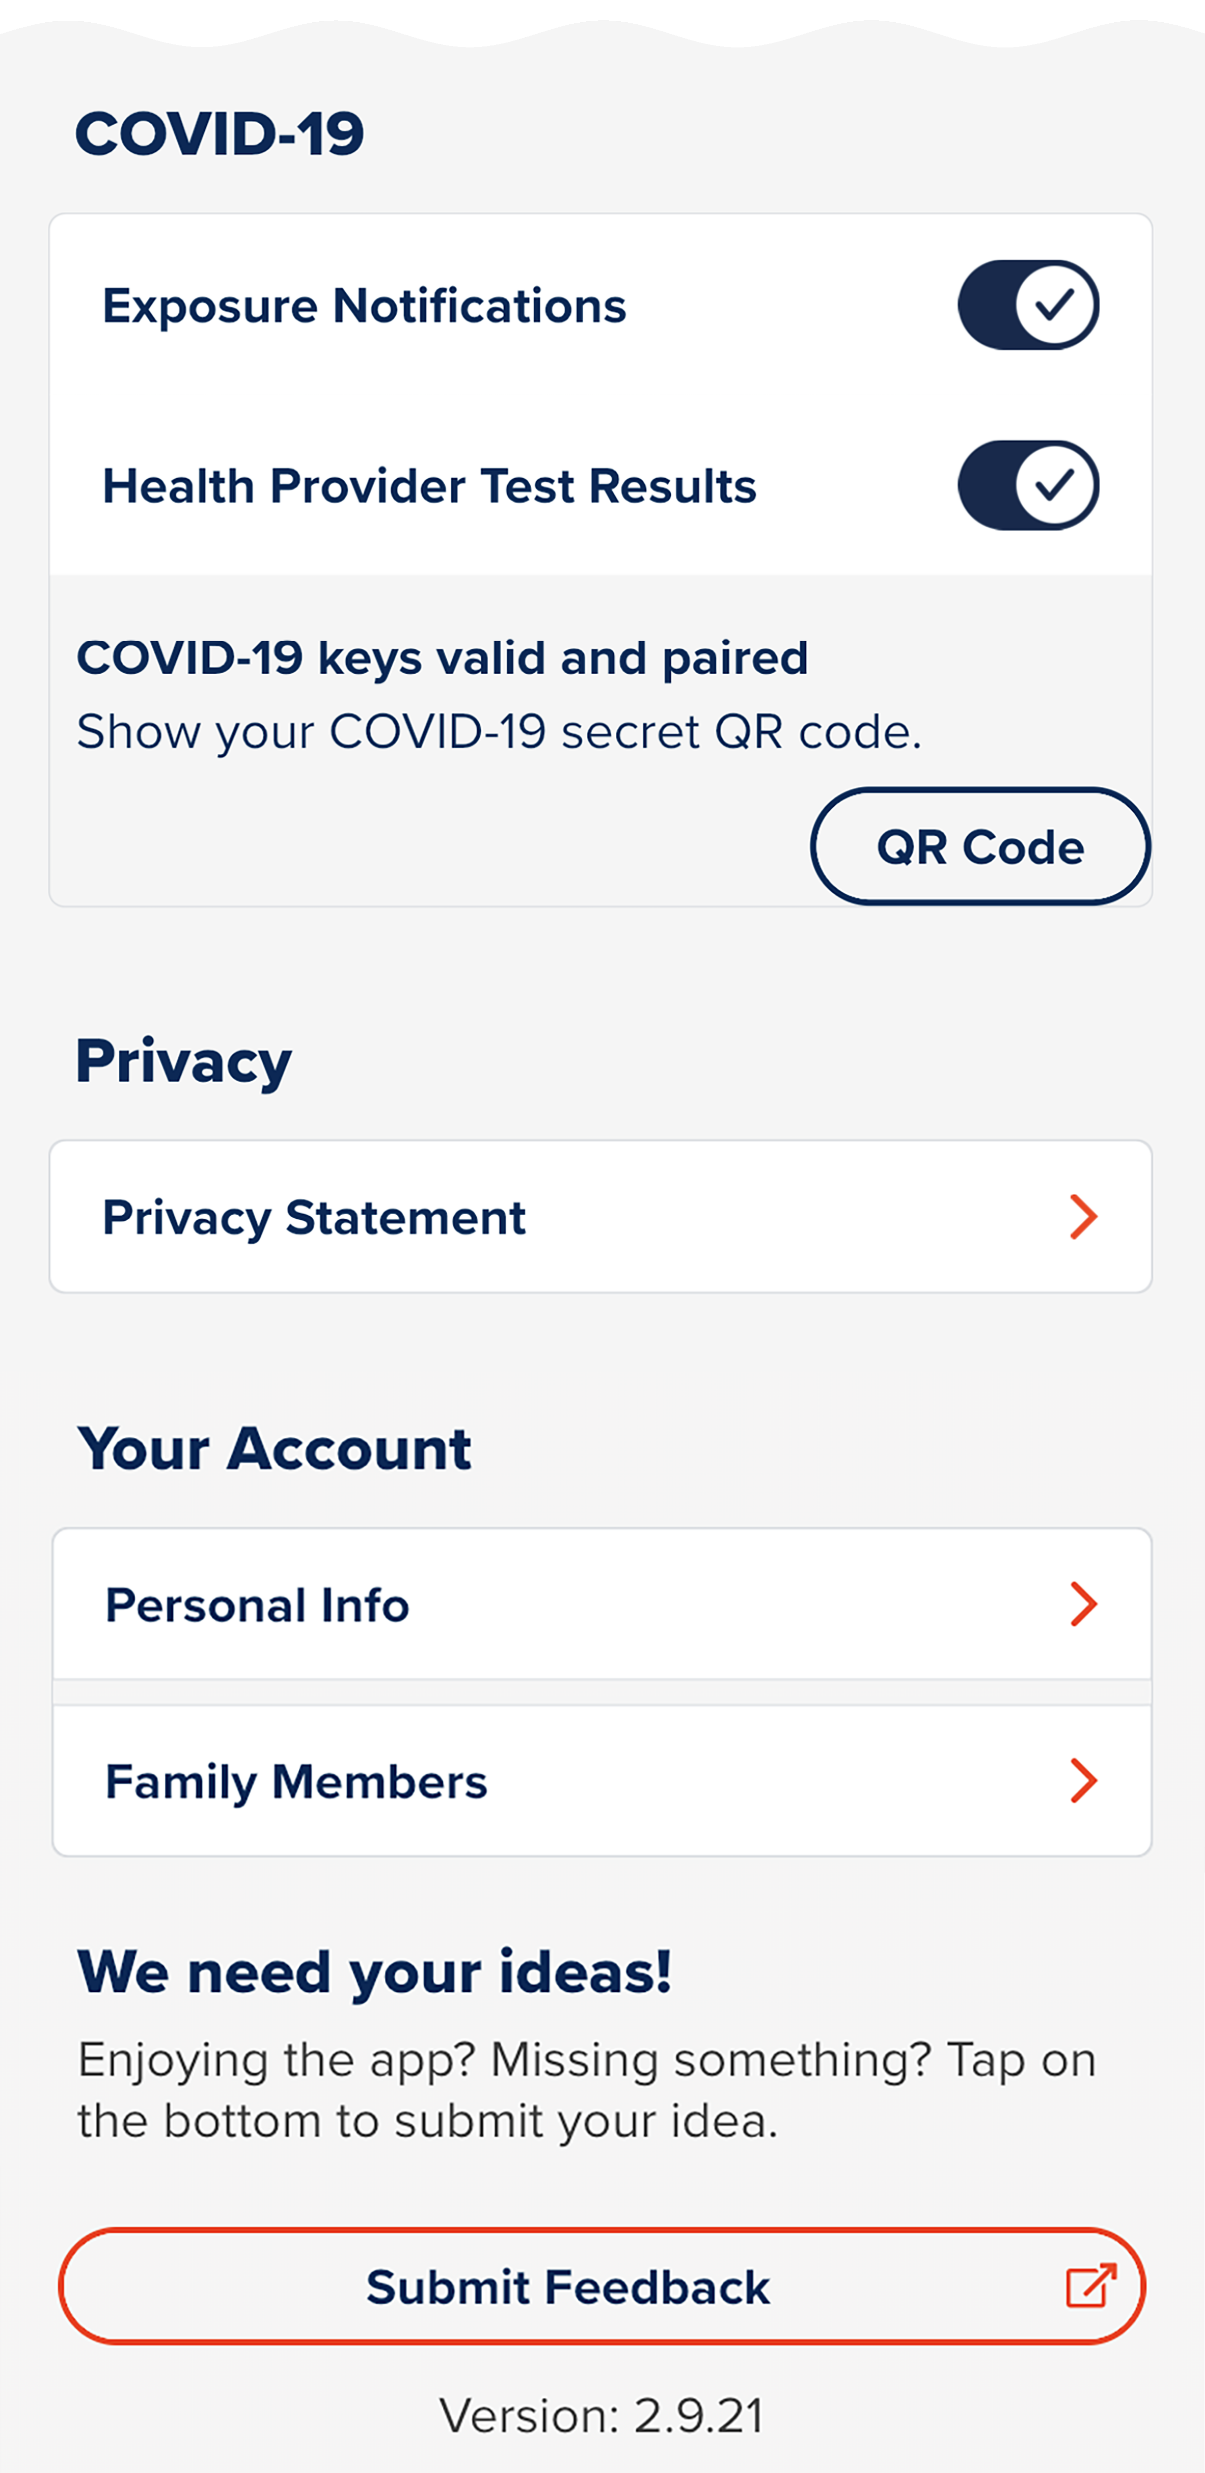 COVID-19
Exposure Notifications
Health Provider Test Results
COVID-19 keys valid and paired
Show your COVID-19 secret QR code.
QR Code
Privacy
Privacy Statement
Your Account
Personal Info
Family Members
We need your ideas!
Enjoying the app? Missing something? Tap on
the bottom to submit your idea.
Submit Feedback
Version: 2.9.21